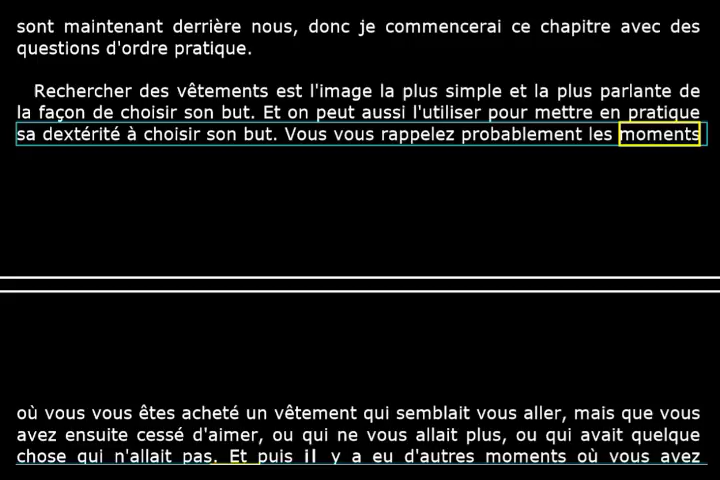 sont maintenant derrière nous, donc je commencerai ce chapitre avec des
questions d'ordre pratique.
Rechercher des vêtements est l'image la plus simple et la plus parlante de
la façon de choisir son but. Et on peut aussi l'utiliser pour mettre en pratique
sa dextérité à choisir son but. Vous vous rappelez probablement les moments
où vous vous êtes acheté un vêtement qui semblait vous aller, mais que vous
avez ensuite cessé d'aimer, ou qui ne vous allait plus, ou qui avait quelque
chose qui n'allait pas. Et puis il y a eu d'autres moments où vous avez